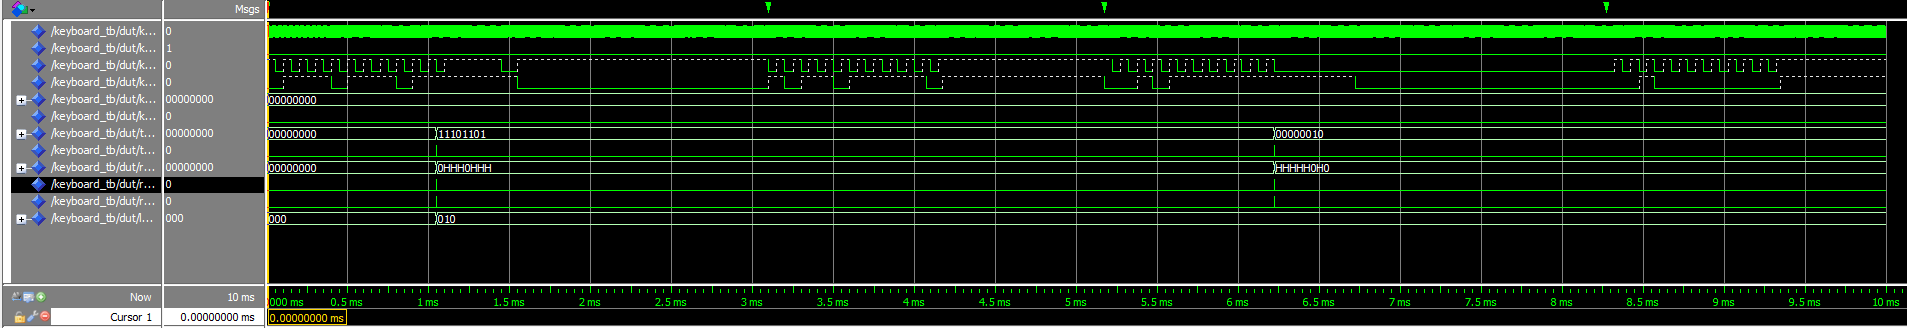 Msgs
/keyboard_tb/dut/k... 0
/keyboard_tb/dut/k... 1
/keyboard_tb/dut/k... 0
/keyboard_tb/dut/k... 0
/keyboard_tb/dut/k... 00000000 00000000
/keyboard_tb/dut/k... 0
/keyboard_tb/dut/t... 00000000 00000000 11101101 00000010
/keyboard_tb/dut/t... 0
/keyboard_tb/dut/r... 00000000 00000000 0HHH0HHH HHHHH0H0
/keyboard_tb/dut/r... 0
/keyboard_tb/dut/r... 0
/keyboard_tb/dut/l... 000 000 010
Now 10 ms 000 ms 0.5 ms 1 ms 1.5 ms 2 ms 2.5 ms 3 ms 3.5 ms 4 ms 4.5 ms 5 ms 5.5 ms 6 ms 6.5 ms 7 ms 7.5 ms 8 ms 8.5 ms 9 ms 9.5 ms 10 ms
Cursor 1 0.00000000 ms 0.00000000 ms